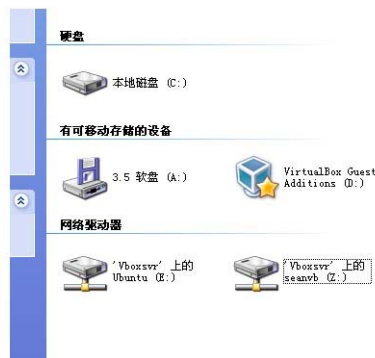 硬盘
本地磁盘 (C:)
有可移动存储的设备
3.5 软盘 (A:)
VirtualBox Guest
Additions (D:)
网络驱动器
'Vboxsvr' 上的
Ubuntu (E:)
'Vboxsvr' 上的
seanvb (Z:)